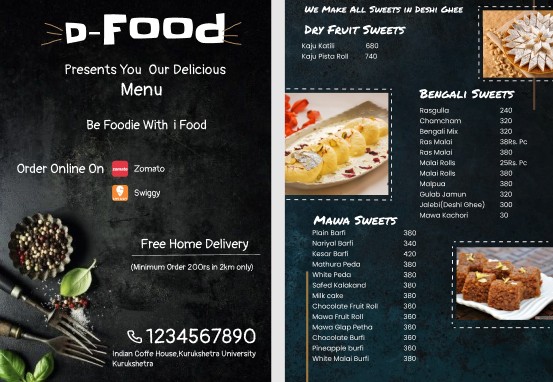 D-FOOD
Presents You Our Delicious
Menu
Be Foodie With i Food
Order Online On zomato Zomato
Swiggy
Free Home Delivery
(Minimum Order 200rs in 2km only)
1234567890
Indian Coffe House,Kurukshetra University
Kurukshetra
We Make All Sweets in Deshi Ghee
Dry Fruit Sweets
Kaju Katili 680
Kaju Pista Roll 740
Bengali Sweets
Rasgulla 240
Chamcham 320
Bengali Mix 320
Ras Malai 38Rs. Pc
Ras Malai 380
Malai Rolls 25Rs. Pc
Malai Rolls 380
Malpua 380
Gulab Jamun 320
Jalebi(Deshi Ghee) 300
Mawa Kachori 30
Mawa Sweets
Plain Barfi 380
Nariyal Barfi 340
Kesar Barfi 420
Mathura Peda 380
White Peda 380
Safed Kalakand 380
Milk cake 380
Chocolate Fruit Roll 360
Mawa Fruit Roll 360
Mawa Glap Petha 360
Chocolate Burfi 360
Pineapple burfi 360
White Malai Burfi 380